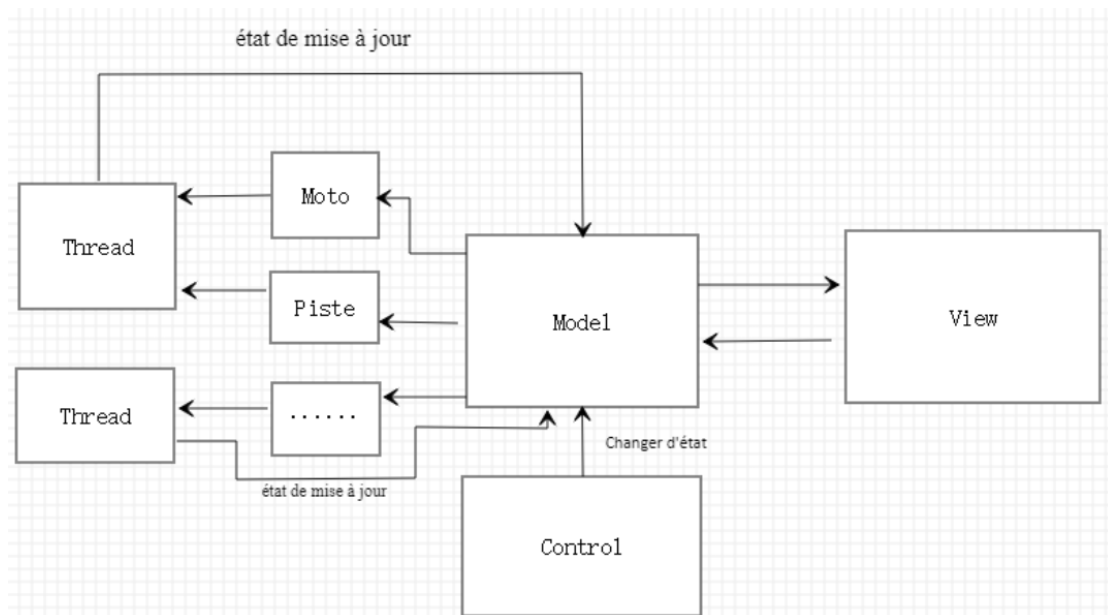 état de mise à jour
Moto
Thread
Piste
Model
View
Thread
......
Changer d'état
état de mise à jour
Control